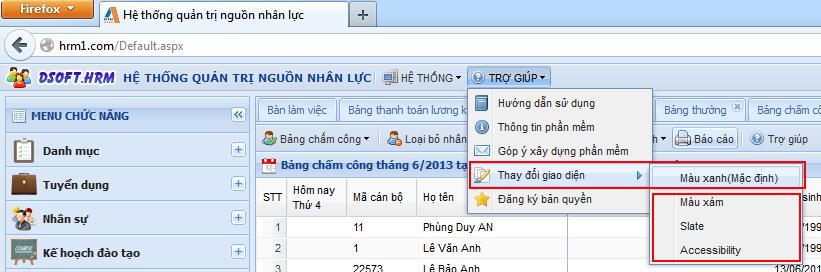 Firefox
Hệ thống quản trị nguồn nhân lực
hrm1.com/Default.aspx
DSOFT.HRM HỆ THỐNG QUẢN TRỊ NGUỒN NHÂN LỰC HỆ THỐNG TRỢ GIÚP
MENU CHỨC NĂNG
Danh mục
Tuyển dụng
Nhân sự
Kế hoạch đào tạo
Bàn làm việc Bảng thanh toán lương k Bảng thưởng Bảng chấm cô
Bảng chấm công Loại bỏ nhân Báo cáo Trợ giúp
Bảng chấm công tháng 6/2013 tạ
STT Hôm nay Thứ 4 Mã cán bộ Họ tên sinh
1 11 Phùng Duy AN /199
2 1 Lê Văn Anh
3 22573 Lê Bảo Anh 13/06/
Hướng dẫn sử dụng
Thông tin phần mềm
Góp ý xây dựng phần mềm
Thay đổi giao diện
Đăng ký bản quyền
Màu xanh(Mặc định)
Màu xám
Slate
Accessibility